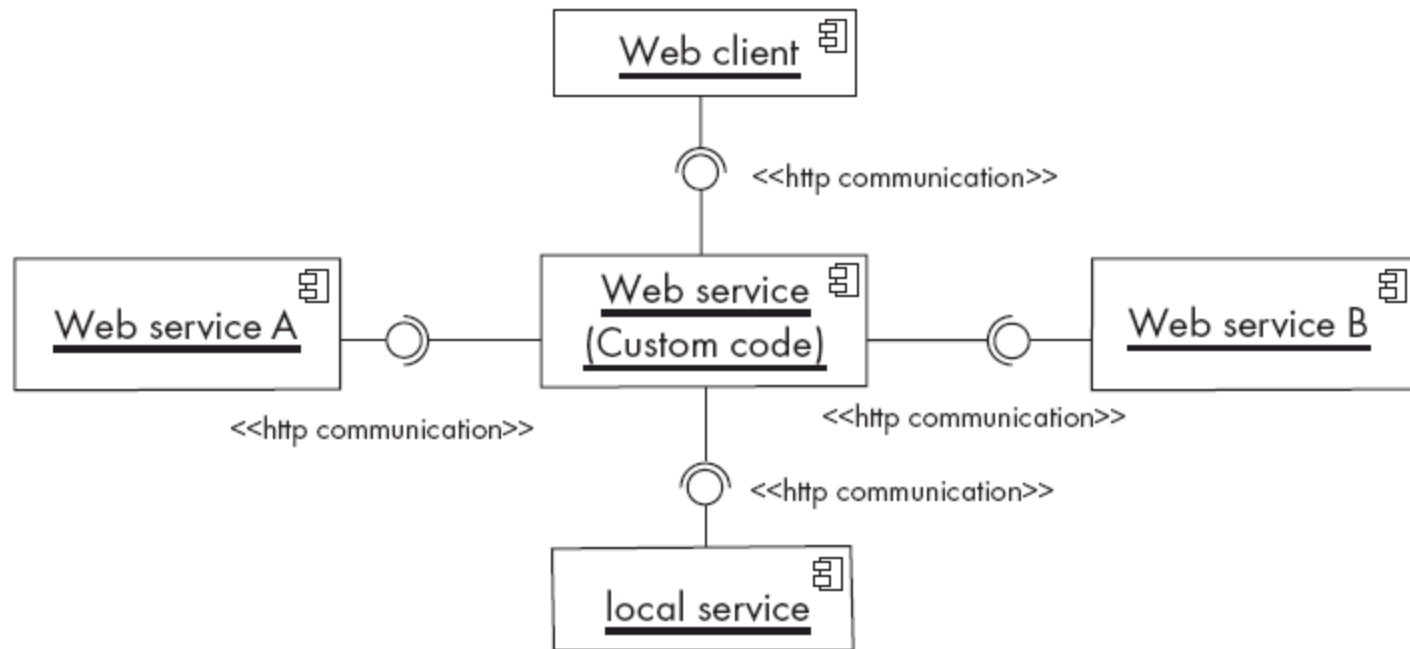 Web client
<<http communication>>
Web service A
Web service
(Custom code)
Web service B
<<http communication>>
<<http communication>>
<<http communication>>
local service